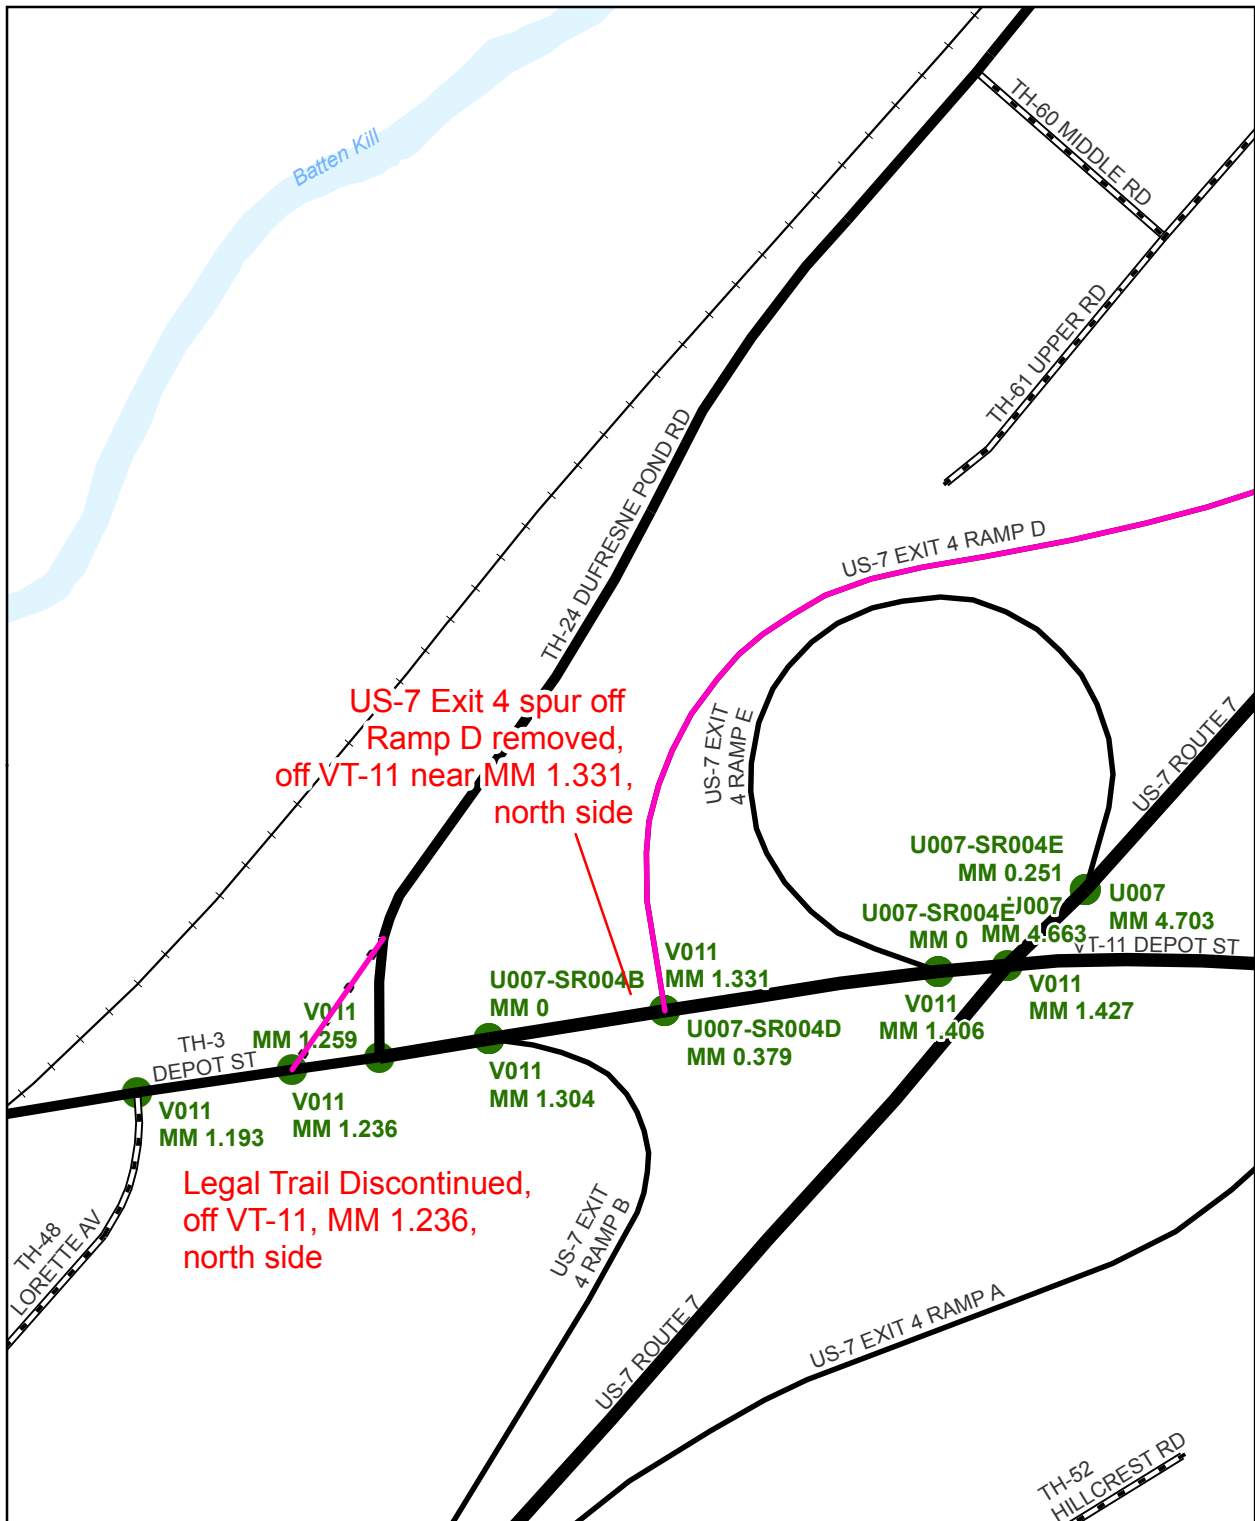 Batten Kill
TH-60 MIDDLE RD
TH-61 UPPER RD
TH-24 DUFRESNE POND RD
US-7 EXIT 4 RAMP D
US-7 Exit 4 spur off
Ramp D removed,
off VT-11 near MM 1.331,
north side
US-7 EXIT
4 RAMP E
US-7 ROUTE 7
U007-SR004E
MM 0.251
U007
MM 4.703
U007-SR004E
MM 0
U007
MM 4.663
VT-11 DEPOT ST
V011
MM 1.331
U007-SR004B
MM 0
V011
MM 1.259
TH-3
DEPOT ST
U007-SR004D
MM 0.379
V011
MM 1.406
V011
MM 1.427
V011
MM 1.304
V011
MM 1.236
V011
MM 1.193
Legal Trail Discontinued,
off VT-11, MM 1.236,
north side
TH-48
LORETTE AV
US-7 EXIT
4 RAMP B
US-7 ROUTE 7
US-7 EXIT 4 RAMP A
TH-52
HILLCREST RD